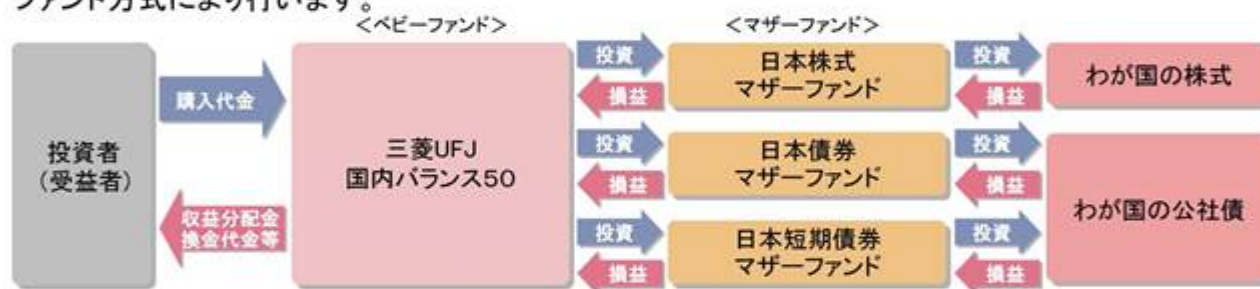 ファンド方式により行います。
<ベビーファンド>
<マザーファンド>
投資者
(受益者)
購入代金
収益分配金
換金代金等
三菱UFJ
国内バランス50
投資
損益
日本株式
マザーファンド
投資
損益
わが国の株式
投資
損益
日本債券
マザーファンド
投資
損益
わが国の公社債
投資
損益
日本短期債券
マザーファンド
投資
損益